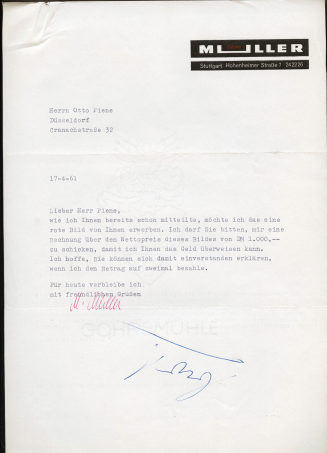 MÜLLER
Stuttgart Hohenheimer Straße 7 242226
Herrn Otto Piene
Düsseldorf
Cranachstraße 32
17-4-61
Lieber Herr Piene,
wie ich Ihnen bereits schon mitteilte, möchte ich das eine
rote Bild von Ihnen erwerben. Ich darf Sie bitten, mir eine
Rechnung über den Nettopreis dieses Bildes von DM 1.000,--
zu schicken, damit ich Ihnen das Geld überweisen kann.
Ich hoffe, Sie können sich damit einverstanden erklären,
wenn ich den Betrag auf zweimal bezahle.
Für heute verbleibe ich
mit freundlichen Grüßen
GOHRSMÜHLE